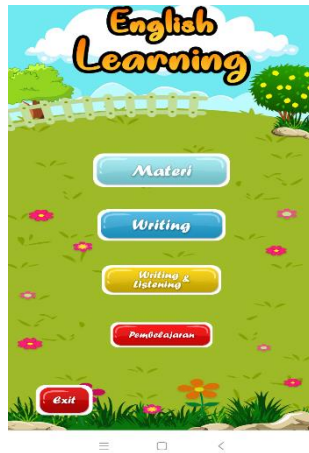 English
Learning
Materi
Writing
Writing &
Listening
Pembelajaran
Exit